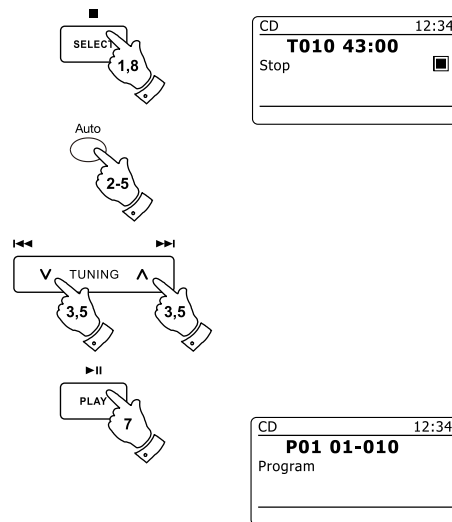 SELECT
1,8
CD 12:34
T010 43:00
Stop
Auto
2-5
TUNING
3,5 3,5
PLAY
7
CD 12:34
P01 01-010
Program